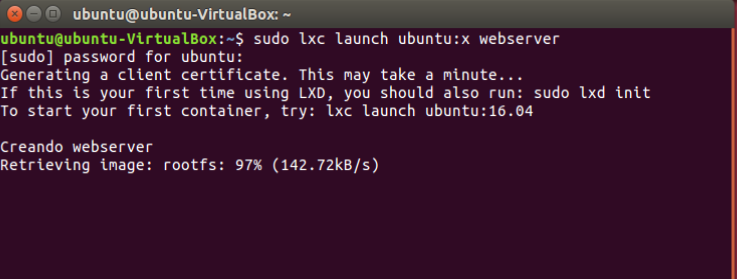 ubuntu@ubuntu-VirtualBox: ~
ubuntu@ubuntu-VirtualBox:~$ sudo lxc launch ubuntu:x webserver
[sudo] password for ubuntu:
Generating a client certificate. This may take a minute...
If this is your first time using LXD, you should also run: sudo lxd init
To start your first container, try: lxc launch ubuntu:16.04
Creando webserver
Retrieving image: rootfs: 97% (142.72kB/s)